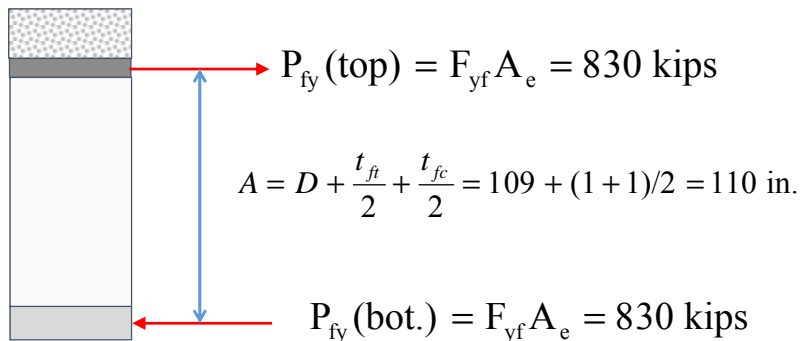 P_fy (top) = F_yf A_e = 830 kips
A = D + t_ft/2 + t_fc/2 = 109 + (1 + 1)/2 = 110 in.
P_fy (bot.) = F_yf A_e = 830 kips